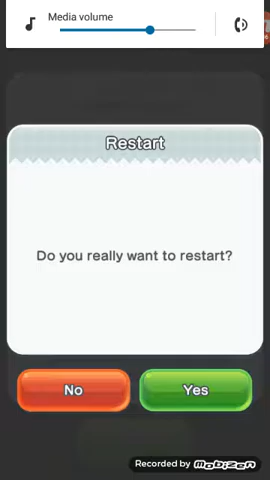 Media volume
Restart
Do you really want to restart?
No
Yes
Recorded by mobizen